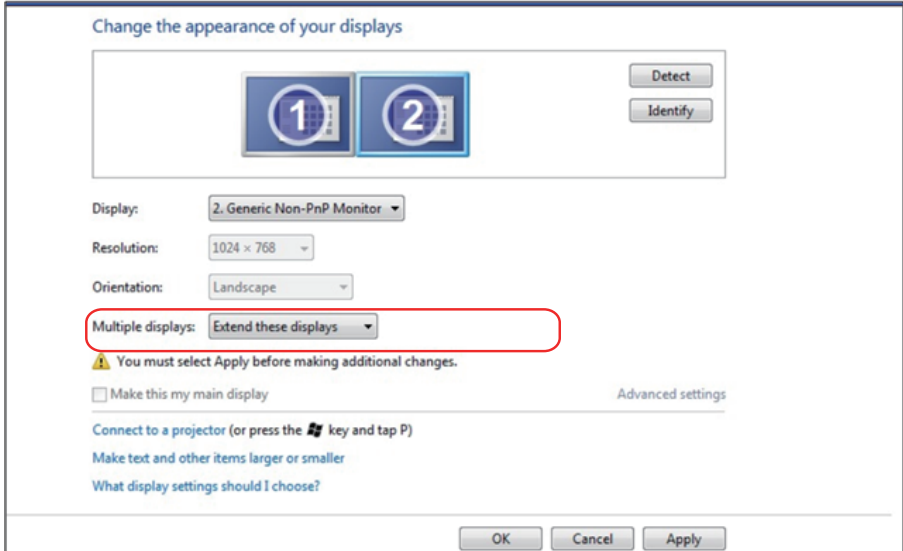 Change the appearance of your displays
1
2
Detect
Identify
Display: 2. Generic Non-PnP Monitor
Resolution: 1024 × 768
Orientation: Landscape
Multiple displays: Extend these displays
You must select Apply before making additional changes.
Make this my main display Advanced settings
Connect to a projector (or press the key and tap P)
Make text and other items larger or smaller
What display settings should I choose?
OK Cancel Apply